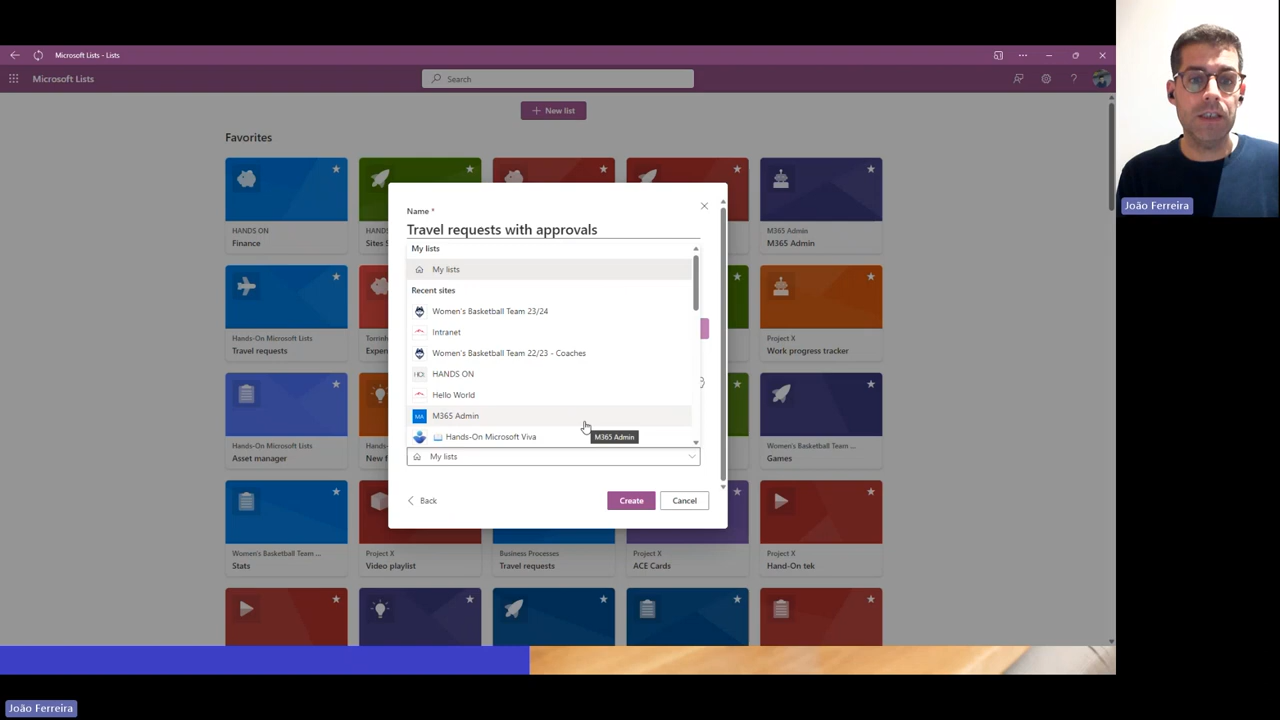 Microsoft Lists - Lists
Microsoft Lists
Search
New list
Favorites
HANDS ON
Finance
M365 Admin
M365 Admin
Hands-On Microsoft Lists
Travel requests
Work progress tracker
Hands-On Microsoft Lists
Asset manager
Women's Basketball Team ...
Games
Women's Basketball Team ...
Stats
Project X
Video playlist
Business Processes
Travel requests
Project X
ACE Cards
Project X
Hand-On tek
Name *
Travel requests with approvals
My lists
My lists
Recent sites
Women's Basketball Team 23/24
Intranet
Women's Basketball Team 22/23 - Coaches
HANDS ON
Hello World
MA
M365 Admin
M365 Admin
Hands-On Microsoft Viva
My lists
Back
Create
Cancel
João Ferreira
João Ferreira